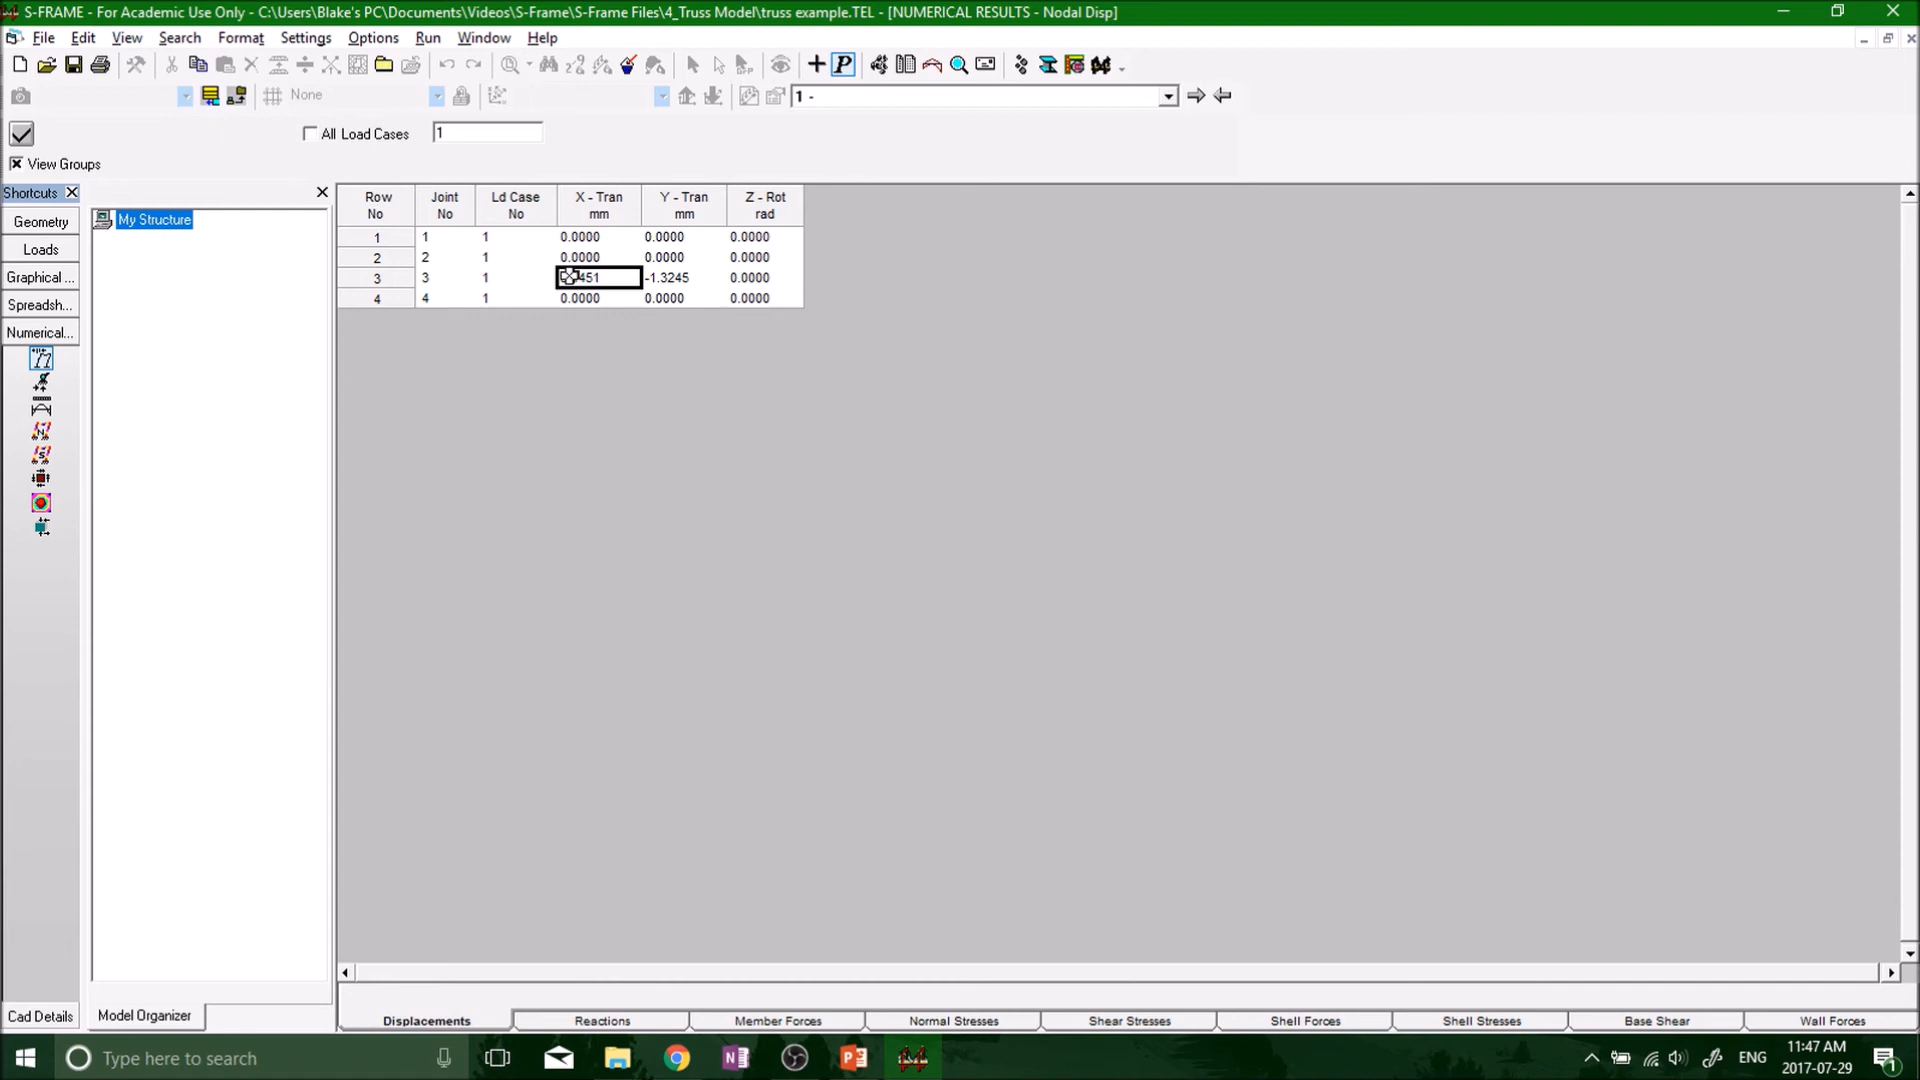 S-FRAME - For Academic Use Only - C:\Users\Blake's PC\Documents\Videos\S-Frame\S-Frame Files\4_Truss Model\truss example.TEL - [NUMERICAL RESULTS - Nodal Disp]
File Edit View Search Format Settings Options Run Window Help
P
None 1 -
All Load Cases 1
View Groups
Shortcuts
Geometry
Loads
Graphical ...
Spreadsh...
Numerical...
Cad Details
My Structure
Model Organizer
Row No Joint No Ld Case No X - Tran mm Y - Tran mm Z - Rot rad
1 1 1 0.0000 0.0000 0.0000
2 2 1 0.0000 0.0000 0.0000
3 3 1 -1.3245 0.0000
4 4 1 0.0000 0.0000 0.0000
Displacements Reactions Member Forces Normal Stresses Shear Stresses Shell Forces Shell Stresses Base Shear Wall Forces
Type here to search
ENG
11:47 AM
2017-07-29
1